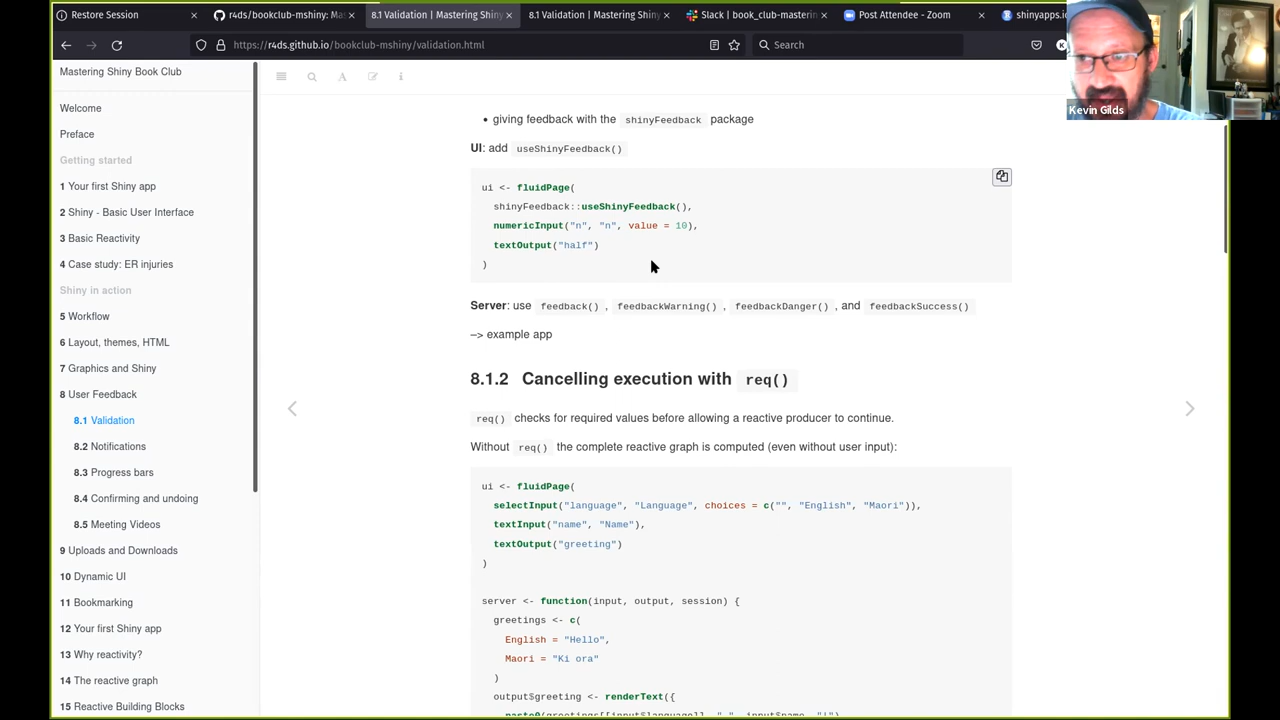 Restore Session
r4ds/bookclub-mshiny: Mas
8.1 Validation | Mastering Shiny
8.1 Validation | Mastering Shiny
Slack | book_club-masterin
Post Attendee - Zoom
shinyapps.io
https://r4ds.github.io/bookclub-mshiny/validation.html
Search
Kevin Gilds
Mastering Shiny Book Club
Welcome
Preface
Getting started
1 Your first Shiny app
2 Shiny - Basic User Interface
3 Basic Reactivity
4 Case study: ER injuries
Shiny in action
5 Workflow
6 Layout, themes, HTML
7 Graphics and Shiny
8 User Feedback
8.1 Validation
8.2 Notifications
8.3 Progress bars
8.4 Confirming and undoing
8.5 Meeting Videos
9 Uploads and Downloads
10 Dynamic UI
11 Bookmarking
12 Your first Shiny app
13 Why reactivity?
14 The reactive graph
15 Reactive Building Blocks
• giving feedback with the shinyFeedback package
UI: add useShinyFeedback()
ui <- fluidPage(
shinyFeedback::useShinyFeedback(),
numericInput("n", "n", value = 10),
textOutput("half")
)
Server: use feedback() , feedbackWarning() , feedbackDanger() , and feedbackSuccess()
–> example app
8.1.2 Cancelling execution with req()
req() checks for required values before allowing a reactive producer to continue.
Without req() the complete reactive graph is computed (even without user input):
ui <- fluidPage(
selectInput("language", "Language", choices = c("", "English", "Maori")),
textInput("name", "Name"),
textOutput("greeting")
)
server <- function(input, output, session) {
greetings <- c(
English = "Hello",
Maori = "Ki ora"
)
output$greeting <- renderText({
paste0(greetings[[input$language]], " ", input$name, "!")